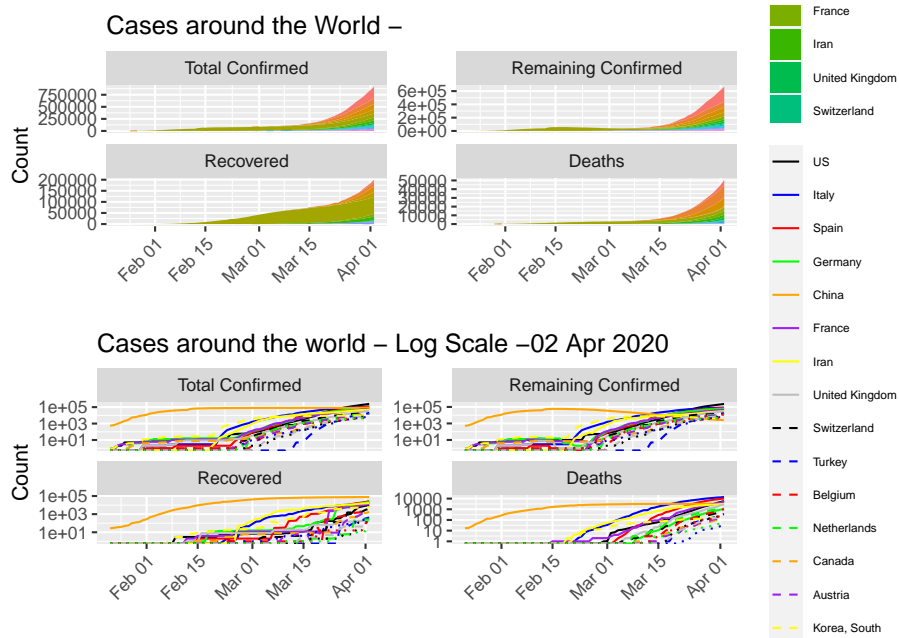 Cases around the World –
Total Confirmed
Remaining Confirmed
Count
750000
500000
250000
0
6e+05
4e+05
2e+05
0e+00
Recovered
Deaths
200000
150000
100000
50000
0
50000
40000
30000
20000
10000
0
Feb 01
Feb 15
Mar 01
Mar 15
Apr 01
Feb 01
Feb 15
Mar 01
Mar 15
Apr 01
Cases around the world – Log Scale –02 Apr 2020
Total Confirmed
Remaining Confirmed
Count
1e+05
1e+03
1e+01
1e+05
1e+03
1e+01
Recovered
Deaths
1e+05
1e+03
1e+01
10000
1000
100
10
1
Feb 01
Feb 15
Mar 01
Mar 15
Apr 01
Feb 01
Feb 15
Mar 01
Mar 15
Apr 01
France
Iran
United Kingdom
Switzerland
US
Italy
Spain
Germany
China
France
Iran
United Kingdom
Switzerland
Turkey
Belgium
Netherlands
Canada
Austria
Korea, South